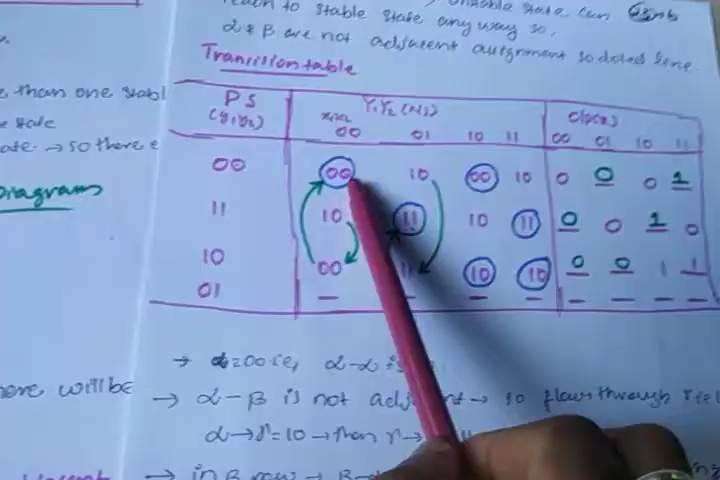 reach to stable state any way so,
α & β are not adjacent assignment so dotted line
Tranisition table
e than one stabl
e state
ate. → so there e
Diagrams
PS (y1y2) Y1Y2 (NS) O/p(z)
x1x2
00 01 10 11 00 01 10 11
00 00 10 00 10 0 0 0 1
11 10 11 10 11 0 0 1 0
10 00 11 10 10 0 0 1 1
01 – – – – – – – –
→ α=00 i.e, α-α is
here will be
→ α-β is not adjacent → so flow through
α→r=10 → then r→
→ in β row →